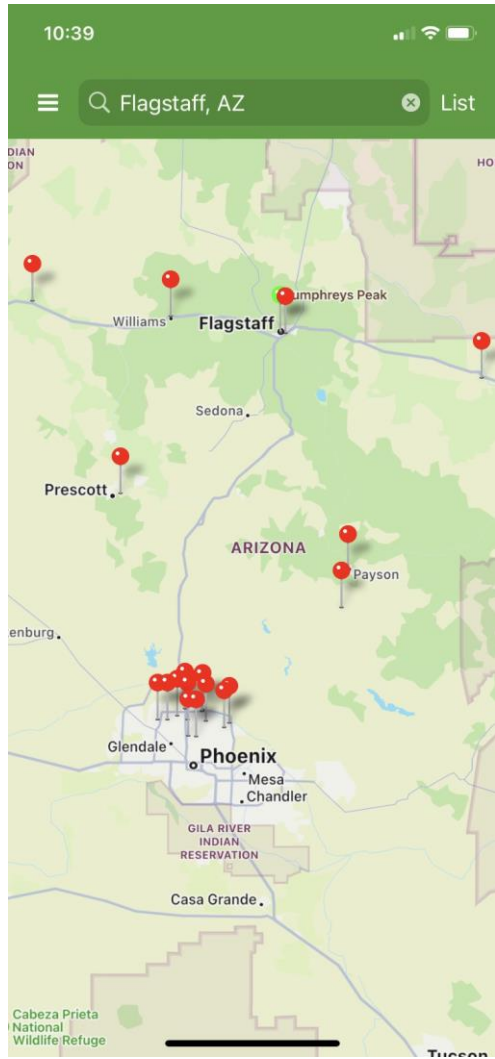 10:39
Flagstaff, AZ
List
DIAN
ON
HO
umphreys Peak
Williams
Flagstaff
Sedona
Prescott
ARIZONA
Payson
enburg
Glendale
Phoenix
Mesa
Chandler
GILA RIVER
INDIAN
RESERVATION
Casa Grande
Cabeza Prieta
National
Wildlife Refuge
Tucson